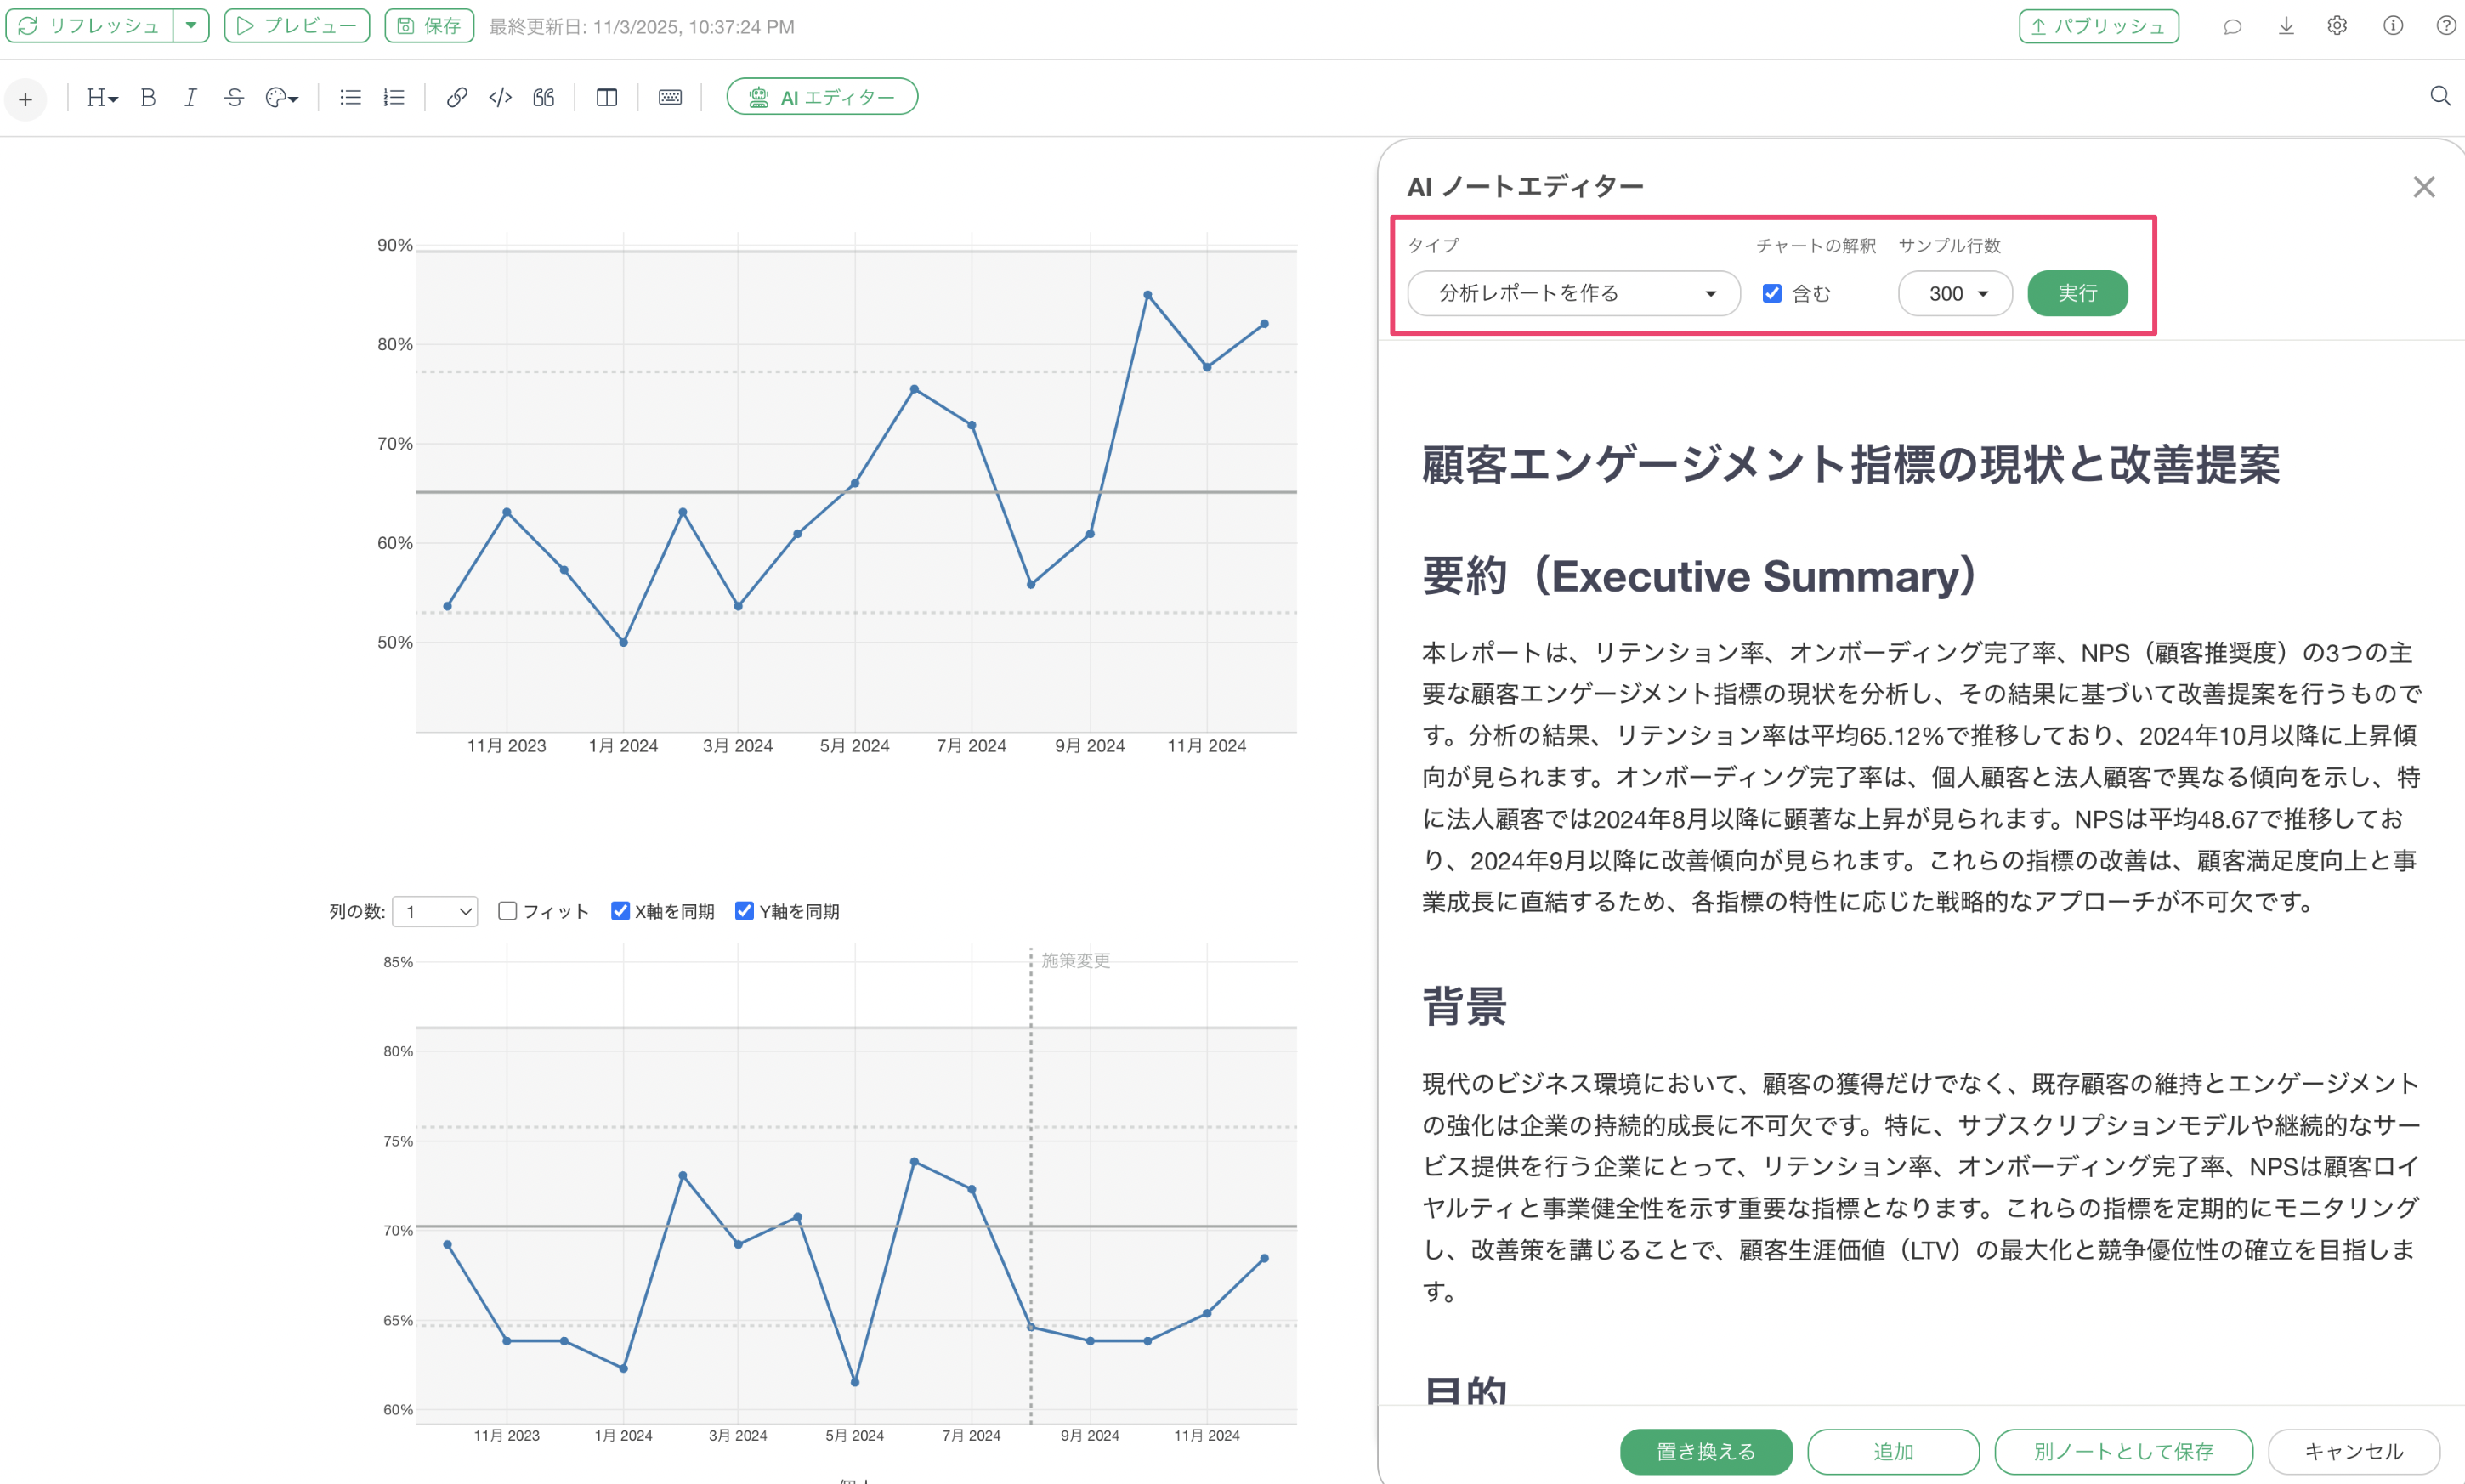 リフレッシュ プレビュー 保存 最終更新日: 11/3/2025, 10:37:24 PM パブリッシュ
H B I S </> AI エディター
AI ノートエディター
タイプ チャートの解釈 サンプル行数
分析レポートを作る 含む 300 実行
90%
80%
70%
60%
50%
11月 2023 1月 2024 3月 2024 5月 2024 7月 2024 9月 2024 11月 2024
列の数: 1 フィット X軸を同期 Y軸を同期
施策変更
85%
80%
75%
70%
65%
60%
11月 2023 1月 2024 3月 2024 5月 2024 7月 2024 9月 2024 11月 2024
顧客エンゲージメント指標の現状と改善提案
要約（Executive Summary）
本レポートは、リテンション率、オンボーディング完了率、NPS（顧客推奨度）の3つの主
要な顧客エンゲージメント指標の現状を分析し、その結果に基づいて改善提案を行うもので
す。分析の結果、リテンション率は平均65.12%で推移しており、2024年10月以降に上昇傾
向が見られます。オンボーディング完了率は、個人顧客と法人顧客で異なる傾向を示し、特
に法人顧客では2024年8月以降に顕著な上昇が見られます。NPSは平均48.67で推移してお
り、2024年9月以降に改善傾向が見られます。これらの指標の改善は、顧客満足度向上と事
業成長に直結するため、各指標の特性に応じた戦略的なアプローチが不可欠です。
背景
現代のビジネス環境において、顧客の獲得だけでなく、既存顧客の維持とエンゲージメント
の強化は企業の持続的成長に不可欠です。特に、サブスクリプションモデルや継続的なサー
ビス提供を行う企業にとって、リテンション率、オンボーディング完了率、NPSは顧客ロイ
ヤルティと事業健全性を示す重要な指標となります。これらの指標を定期的にモニタリング
し、改善策を講じることで、顧客生涯価値（LTV）の最大化と競争優位性の確立を目指しま
す。
目的
置き換える 追加 別ノートとして保存 キャンセル